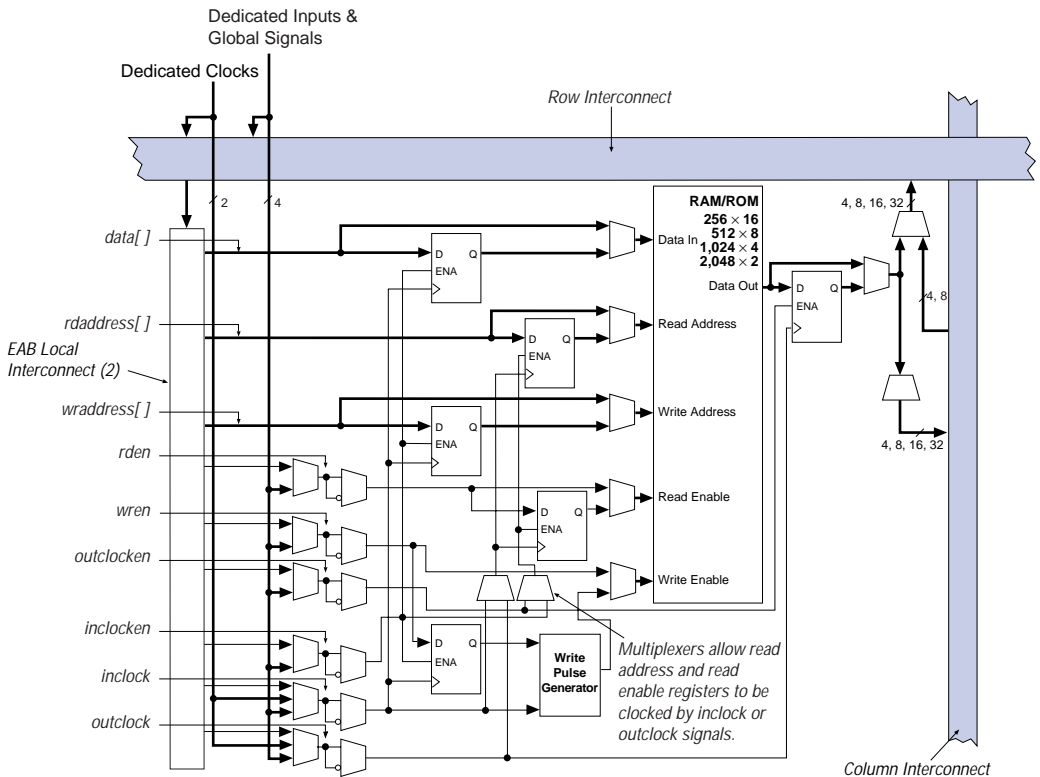 Dedicated Inputs &
Global Signals
Dedicated Clocks
Row Interconnect
2
4
4, 8, 16, 32
RAM/ROM
256 × 16
512 × 8
1,024 × 4
2,048 × 2
data[ ]
D
Q
ENA
Data In
Data Out
D
Q
ENA
4, 8
rdaddress[ ]
D
Q
ENA
Read Address
EAB Local
Interconnect (2)
wraddress[ ]
D
Q
ENA
Write Address
4, 8, 16, 32
rden
Read Enable
wren
D
Q
ENA
outclocken
Write Enable
inclocken
D
Q
ENA
Write
Pulse
Generator
Multiplexers allow read
address and read
enable registers to be
clocked by inclock or
outclock signals.
inclock
outclock
Column Interconnect